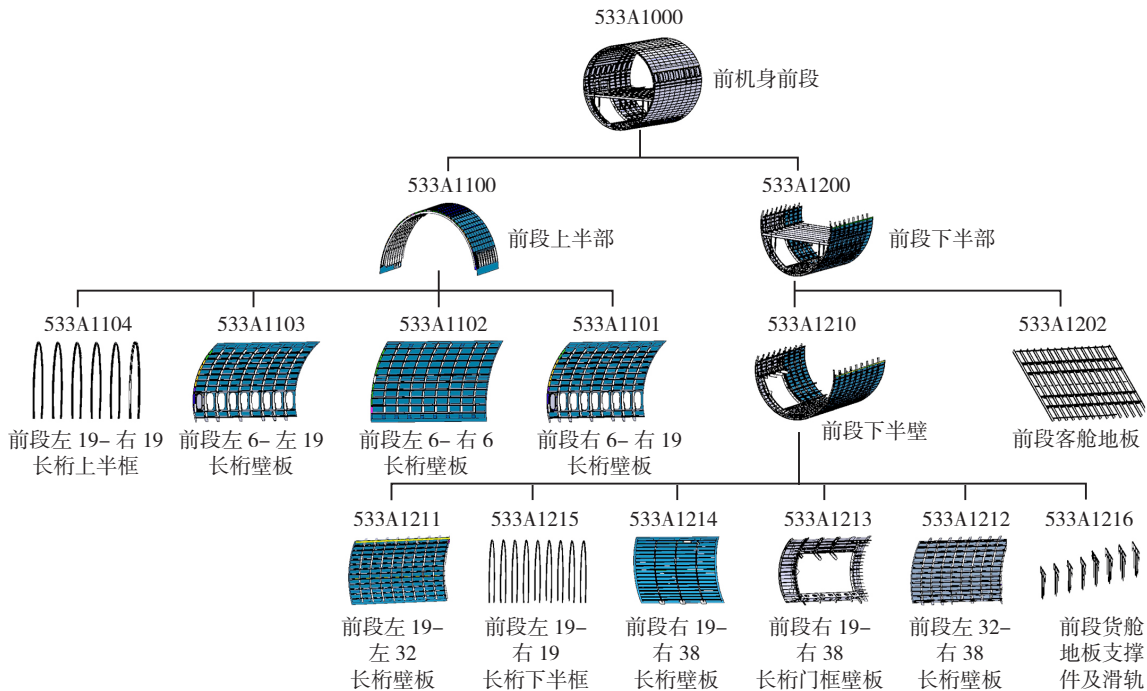 533A1000
前机身前段
533A1100
533A1200
前段上半部
前段下半部
533A1104
533A1103
533A1102
533A1101
533A1210
533A1202
前段左 19– 右 19
长桁上半框
前段左 6– 左 19
长桁壁板
前段左 6– 右 6
长桁壁板
前段右 6– 右 19
长桁壁板
前段下半壁
前段客舱地板
533A1211
533A1215
533A1214
533A1213
533A1212
533A1216
前段左 19–
左 32
长桁壁板
前段左 19–
右 19
长桁下半框
前段右 19–
右 38
长桁壁板
前段右 19–
右 38
长桁门框壁板
前段左 32–
右 38
长桁壁板
前段货舱
地板支撑
件及滑轨